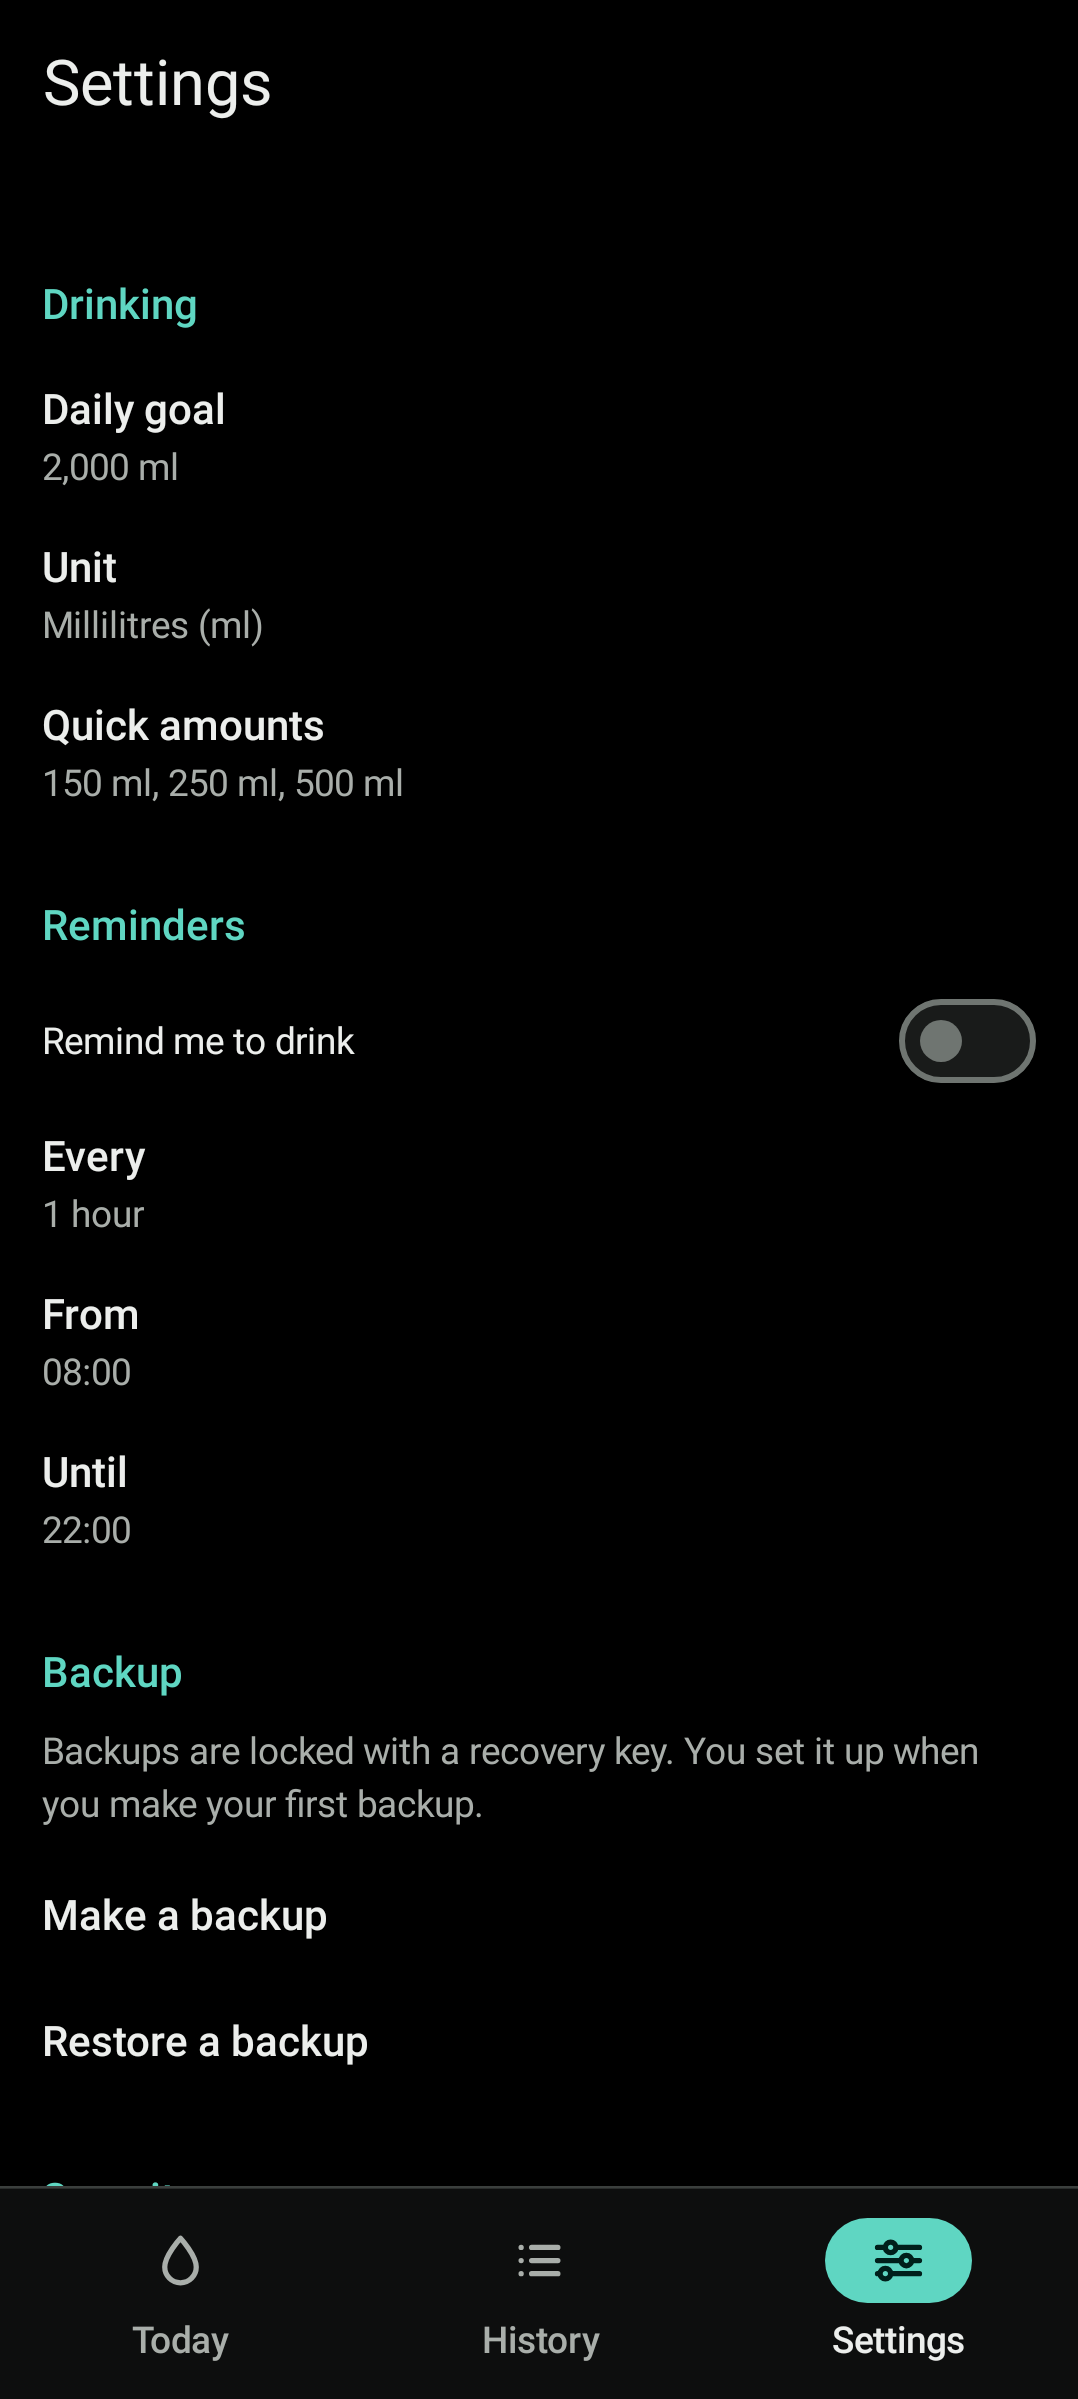 Settings
Drinking
Daily goal
2,000 ml
Unit
Millilitres (ml)
Quick amounts
150 ml, 250 ml, 500 ml
Reminders
Remind me to drink
Every
1 hour
From
08:00
Until
22:00
Backup
Backups are locked with a recovery key. You set it up when
you make your first backup.
Make a backup
Restore a backup
Today
History
Settings